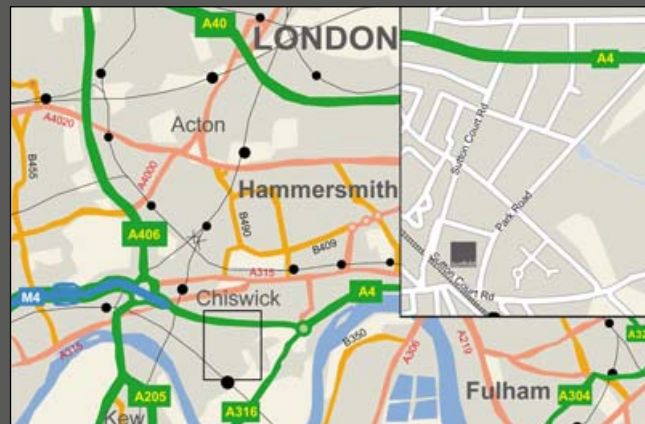 A40
LONDON
A4
A4020
Acton
Sutton Court Rd
B455
A4000
Hammersmith
Park Road
A406
B490
B409
Sutton Court Rd
A315
M4
Chiswick
A4
A315
B350
A306
A219
A205
Kew
A316
Fulham
A304